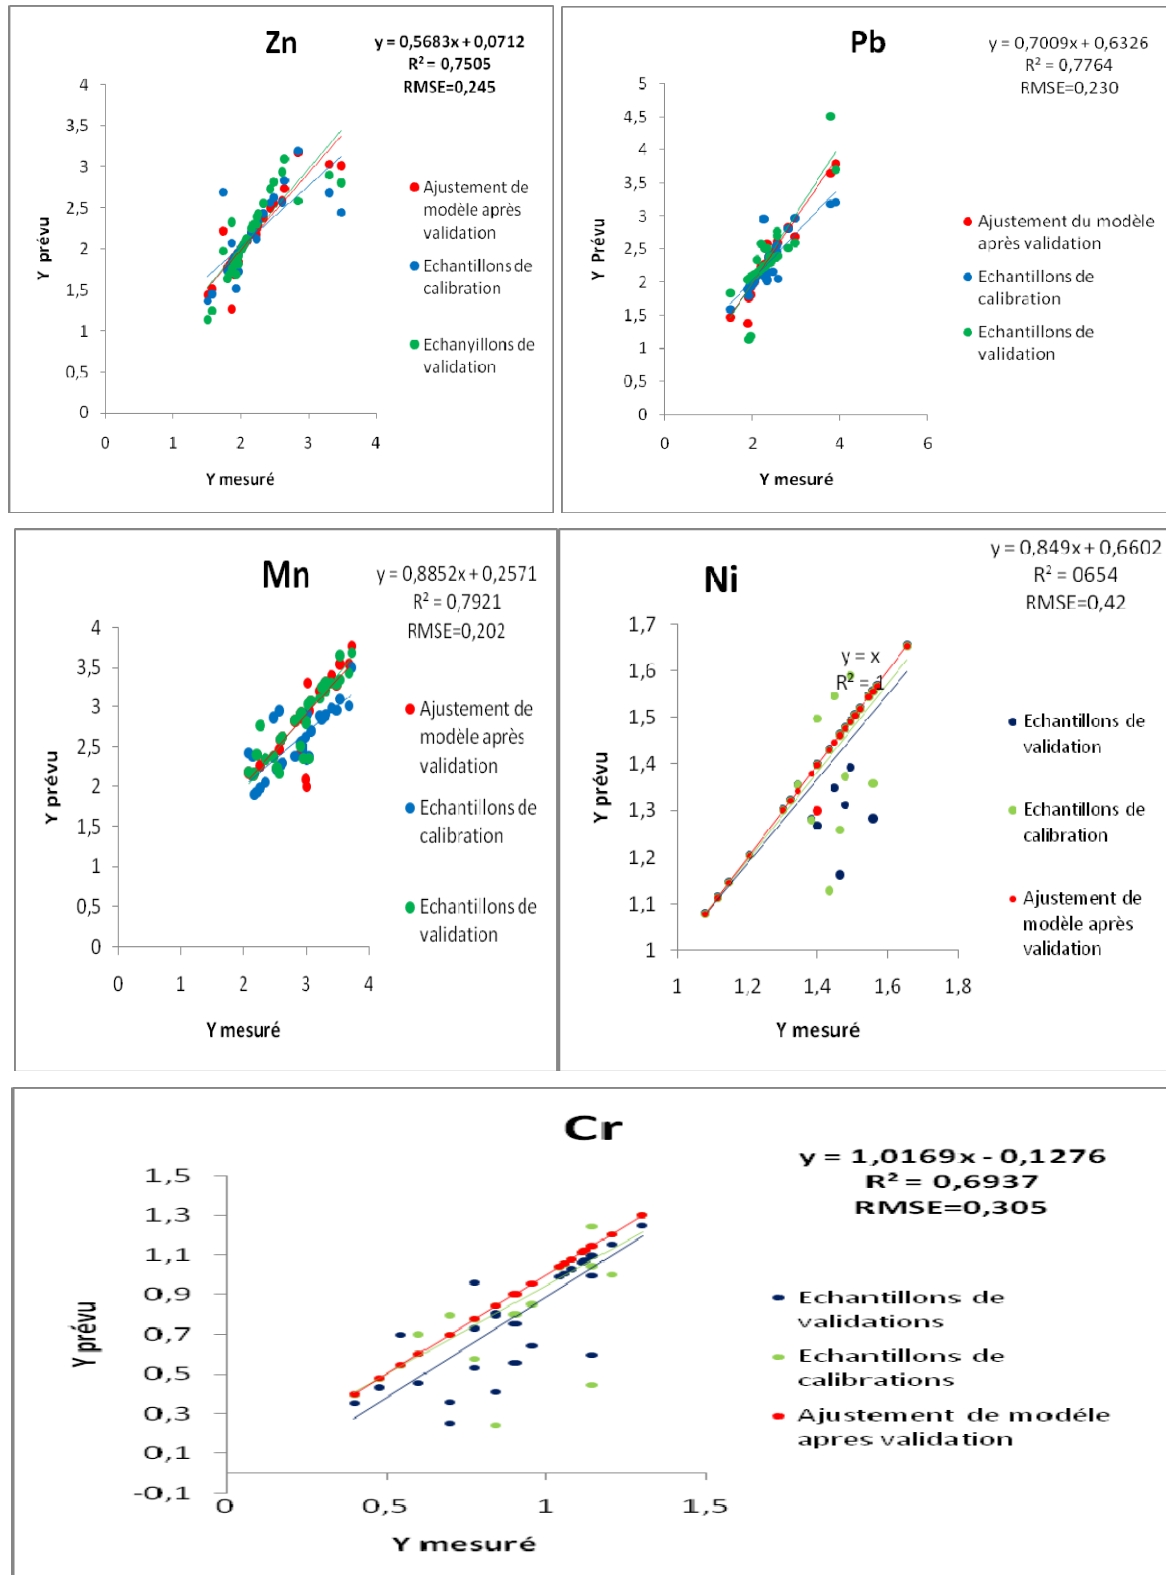 Zn
y = 0,5683x + 0,0712
R² = 0,7505
RMSE=0,245
4
3,5
3
2,5
2
1,5
1
0,5
0
0 1 2 3 4
Y prévu
Y mesuré
Ajustement de
modèle après
validation
Echantillons de
calibration
Echanyillons de
validation
Pb
y = 0,7009x + 0,6326
R² = 0,7764
RMSE=0,230
5
4,5
4
3,5
3
2,5
2
1,5
1
0,5
0
0 2 4 6
Y Prévu
Y mesuré
Ajustement du modèle
après validation
Echantillons de
calibration
Echantillons de
validation
Mn
y = 0,8852x + 0,2571
R² = 0,7921
RMSE=0,202
4
3,5
3
2,5
2
1,5
1
0,5
0
0 1 2 3 4
Y prévu
Y mesuré
Ajustement de
modèle après
validation
Echantillons de
calibration
Echantillons de
validation
Ni
y = 0,849x + 0,6602
R² = 0654
RMSE=0,42
y = x
R² = 1
1,7
1,6
1,5
1,4
1,3
1,2
1,1
1
1 1,2 1,4 1,6 1,8
Y prévu
Y mesuré
Echantillons de
validation
Echantillons de
calibration
Ajustement de
modèle après
validation
Cr
y = 1,0169x - 0,1276
R² = 0,6937
RMSE=0,305
1,5
1,3
1,1
0,9
0,7
0,5
0,3
0,1
-0,1
0 0,5 1 1,5
Y prévu
Y mesuré
Echantillons de
validations
Echantillons de
calibrations
Ajustement de modéle
apres validation